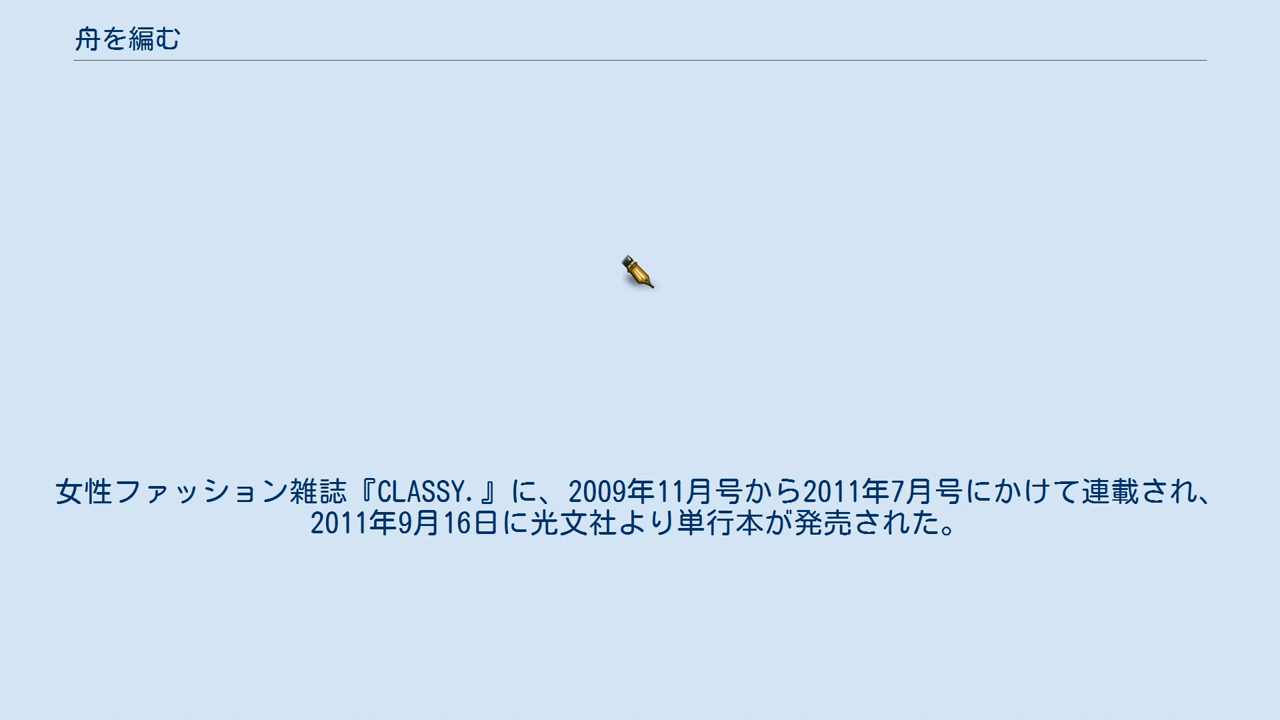 舟を編む
女性ファッション雑誌『CLASSY.』に、2009年11月号から2011年7月号にかけて連載され、
2011年9月16日に光文社より単行本が発売された。